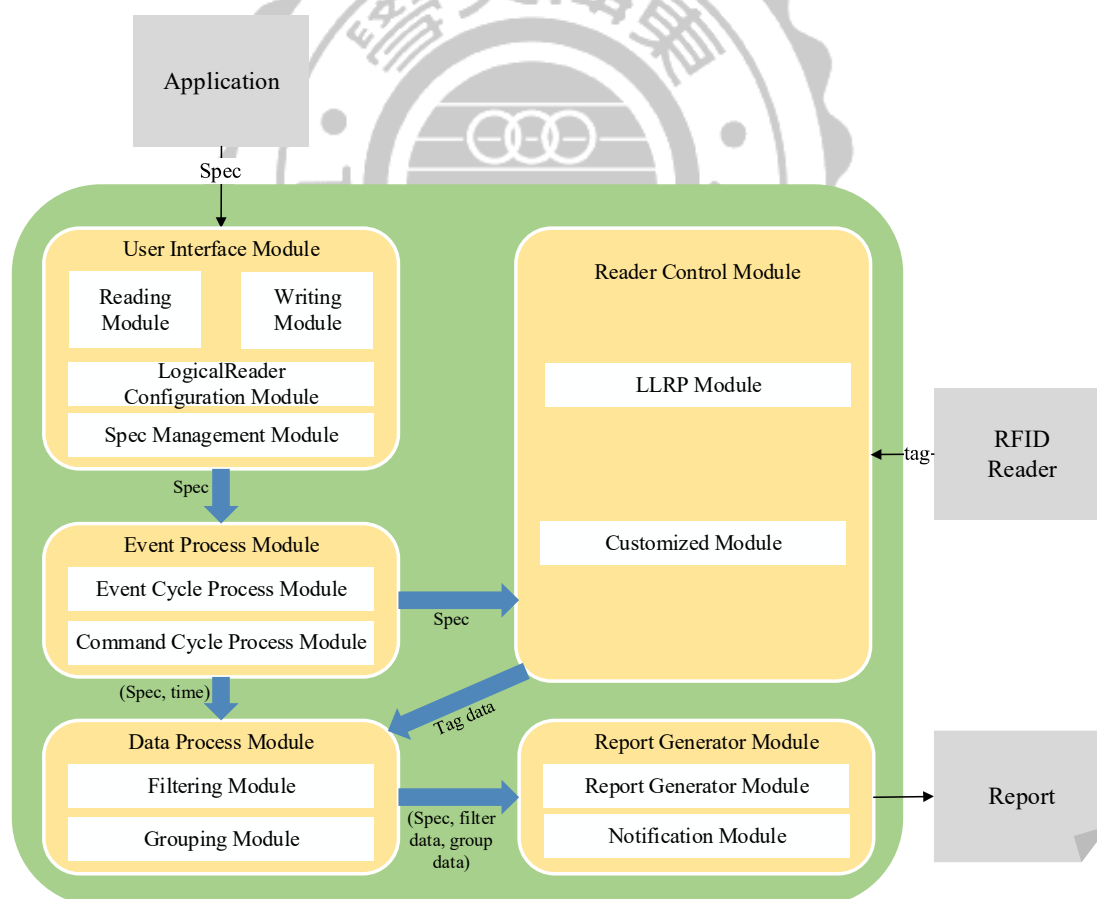 Application
Spec
User Interface Module
Reading
Module
Writing
Module
LogicalReader
Configuration Module
Spec Management Module
Spec
Event Process Module
Event Cycle Process Module
Command Cycle Process Module
Spec
(Spec, time)
Data Process Module
Filtering Module
Grouping Module
(Spec, filter
data, group
data)
Reader Control Module
LLRP Module
Customized Module
tag
RFID
Reader
Tag data
Report Generator Module
Report Generator Module
Notification Module
Report